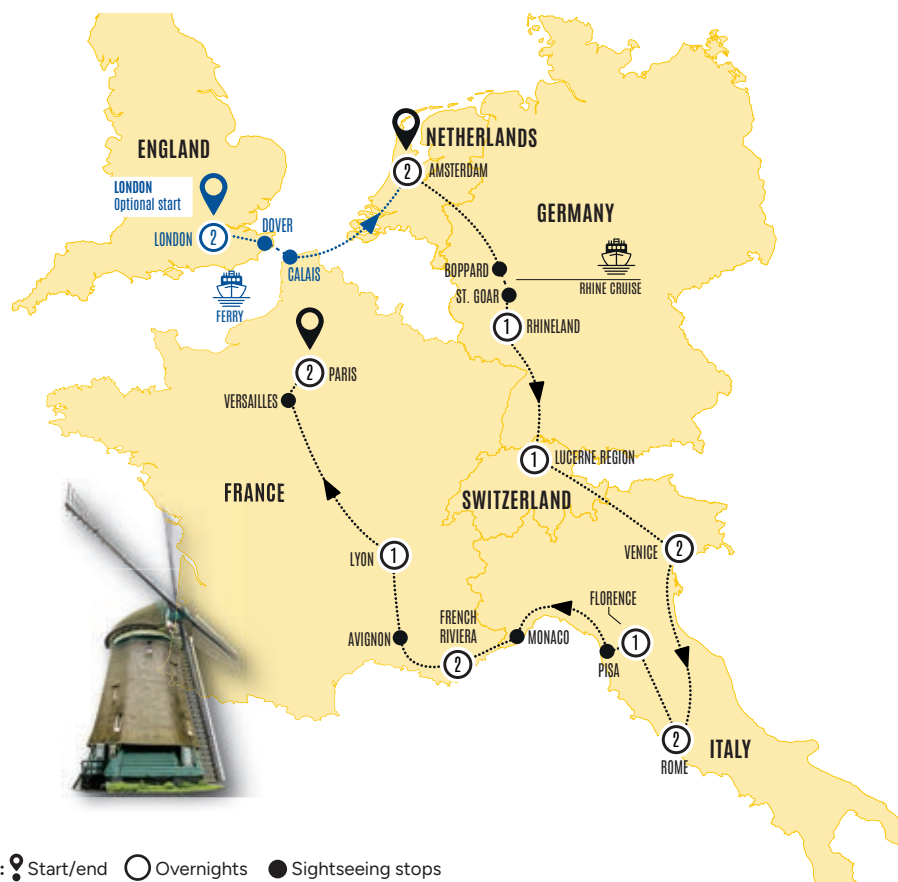 ENGLAND
LONDON
Optional start
LONDON
2
DOVER
CALAIS
FERRY
NETHERLANDS
2
AMSTERDAM
GERMANY
BOPPARD
ST. GOAR
RHINE CRUISE
1
RHINELAND
2
PARIS
VERSAILLES
1
LUCERNE REGION
FRANCE
SWITZERLAND
LYON
1
VENICE
2
FLORENCE
1
FRENCH
RIVIERA
2
AVIGNON
MONACO
PISA
2
ROME
ITALY
: Start/end Overnights Sightseeing stops